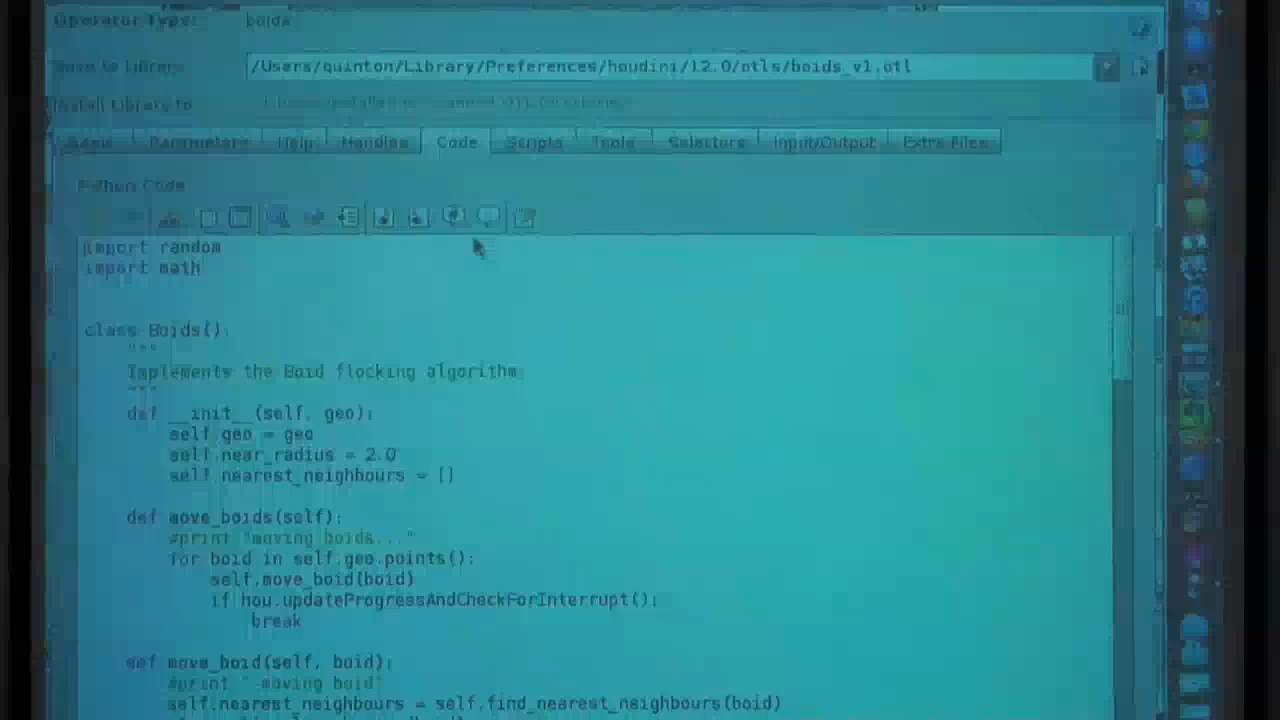 Operator Type: boids
Save to Library: /Users/quinton/Library/Preferences/houdini/12.0/otls/boids_v1.otl
Install Library to
Basic Parameters Help Handles Code Scripts Tools Selectors Input/Output Extra Files
Python Code
import random
import math
class Boids():
"""
Implements the Boid flocking algorithm
"""
def __init__(self, geo):
self.geo = geo
self.near_radius = 2.0
self.nearest_neighbours = []
def move_boids(self):
#print "moving boids..."
for boid in self.geo.points():
self.move_boid(boid)
if hou.updateProgressAndCheckForInterrupt():
break
def move_boid(self, boid):
#print "-moving boid"
self.nearest_neighbours = self.find_nearest_neighbours(boid)